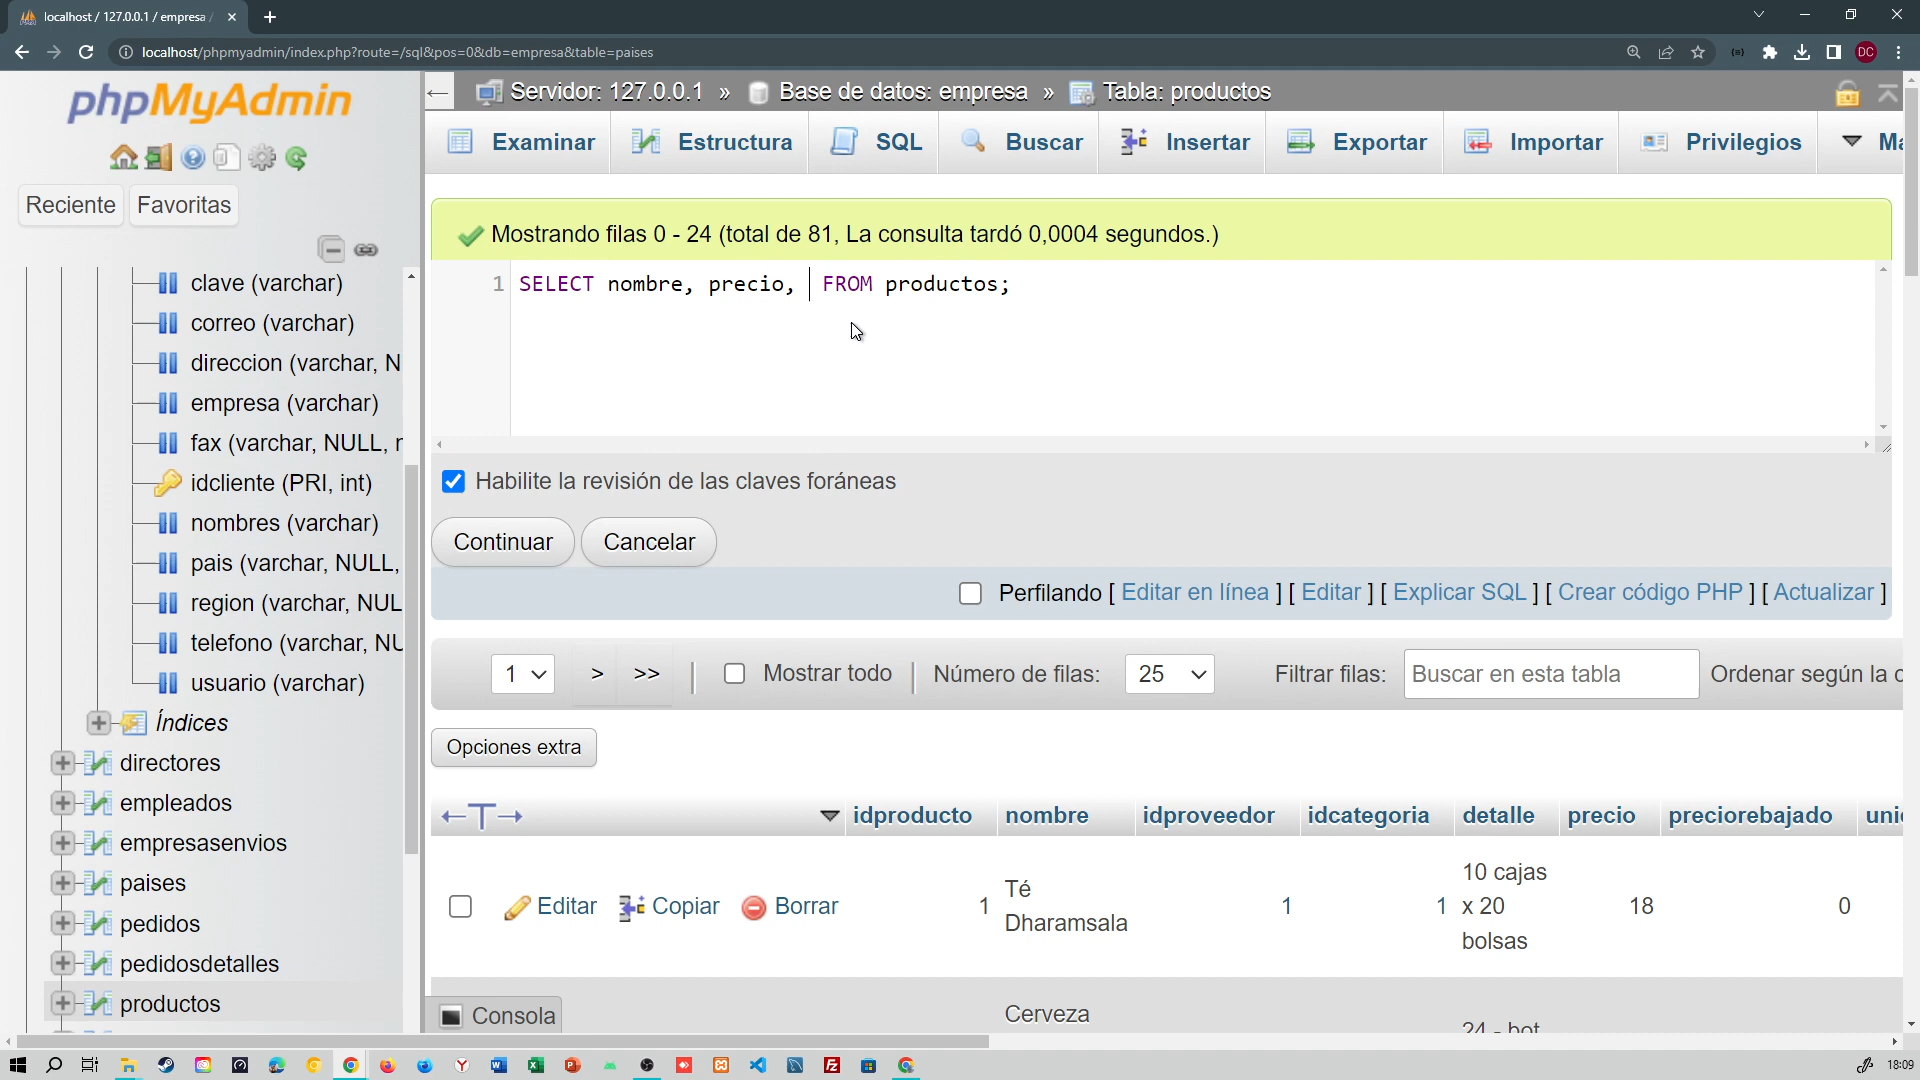 localhost / 127.0.0.1 / empresa /
localhost/phpmyadmin/index.php?route=/sql&pos=0&db=empresa&table=paises
DC
phpMyAdmin
Reciente
Favoritas
clave (varchar)
correo (varchar)
direccion (varchar, N
empresa (varchar)
fax (varchar, NULL, r
idcliente (PRI, int)
nombres (varchar)
pais (varchar, NULL,
region (varchar, NUL
telefono (varchar, NU
usuario (varchar)
Índices
directores
empleados
empresasenvios
paises
pedidos
pedidosdetalles
productos
Servidor: 127.0.0.1 » Base de datos: empresa » Tabla: productos
Examinar Estructura SQL Buscar Insertar Exportar Importar Privilegios Má
Mostrando filas 0 - 24 (total de 81, La consulta tardó 0,0004 segundos.)
1 SELECT nombre, precio, FROM productos;
Habilite la revisión de las claves foráneas
Continuar Cancelar
Perfilando [ Editar en línea ] [ Editar ] [ Explicar SQL ] [ Crear código PHP ] [ Actualizar ]
1 > >> | Mostrar todo | Número de filas: 25 Filtrar filas: Buscar en esta tabla Ordenar según la c
Opciones extra
←T→ idproducto nombre idproveedor idcategoria detalle precio preciorebajado unid
Editar Copiar Borrar 1 Té Dharamsala 1 1 10 cajas x 20 bolsas 18 0
Cerveza
24 - bot
Consola
18:09